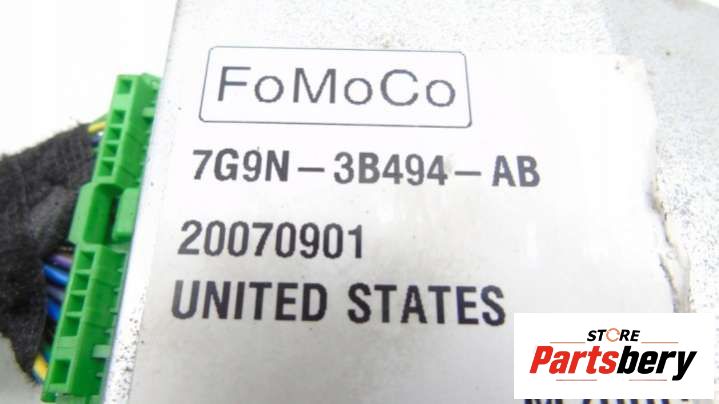 FoMoCo
7G9N-3B494-AB
20070901
UNITED STATES
STORE
Partsbery